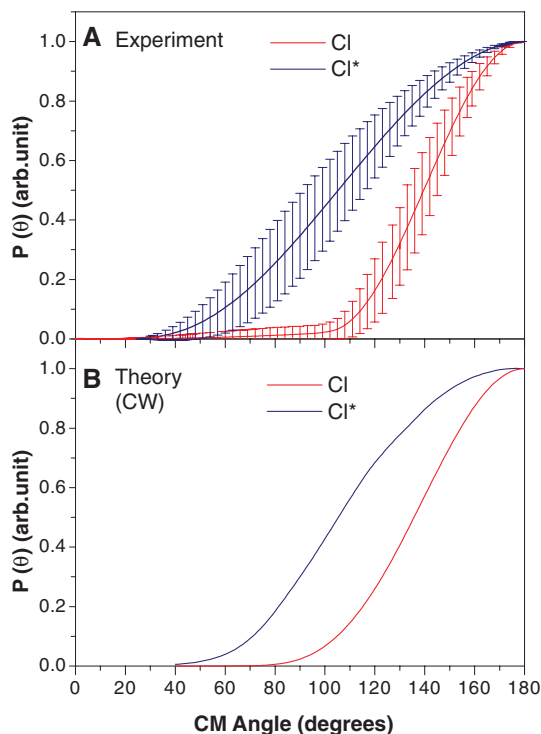 A Experiment
Cl
Cl*
1.0
0.8
0.6
0.4
0.2
0.0
P (θ) (arb.unit)
B Theory
(CW)
Cl
Cl*
1.0
0.8
0.6
0.4
0.2
0.0
P (θ) (arb.unit)
0 20 40 60 80 100 120 140 160 180
CM Angle (degrees)